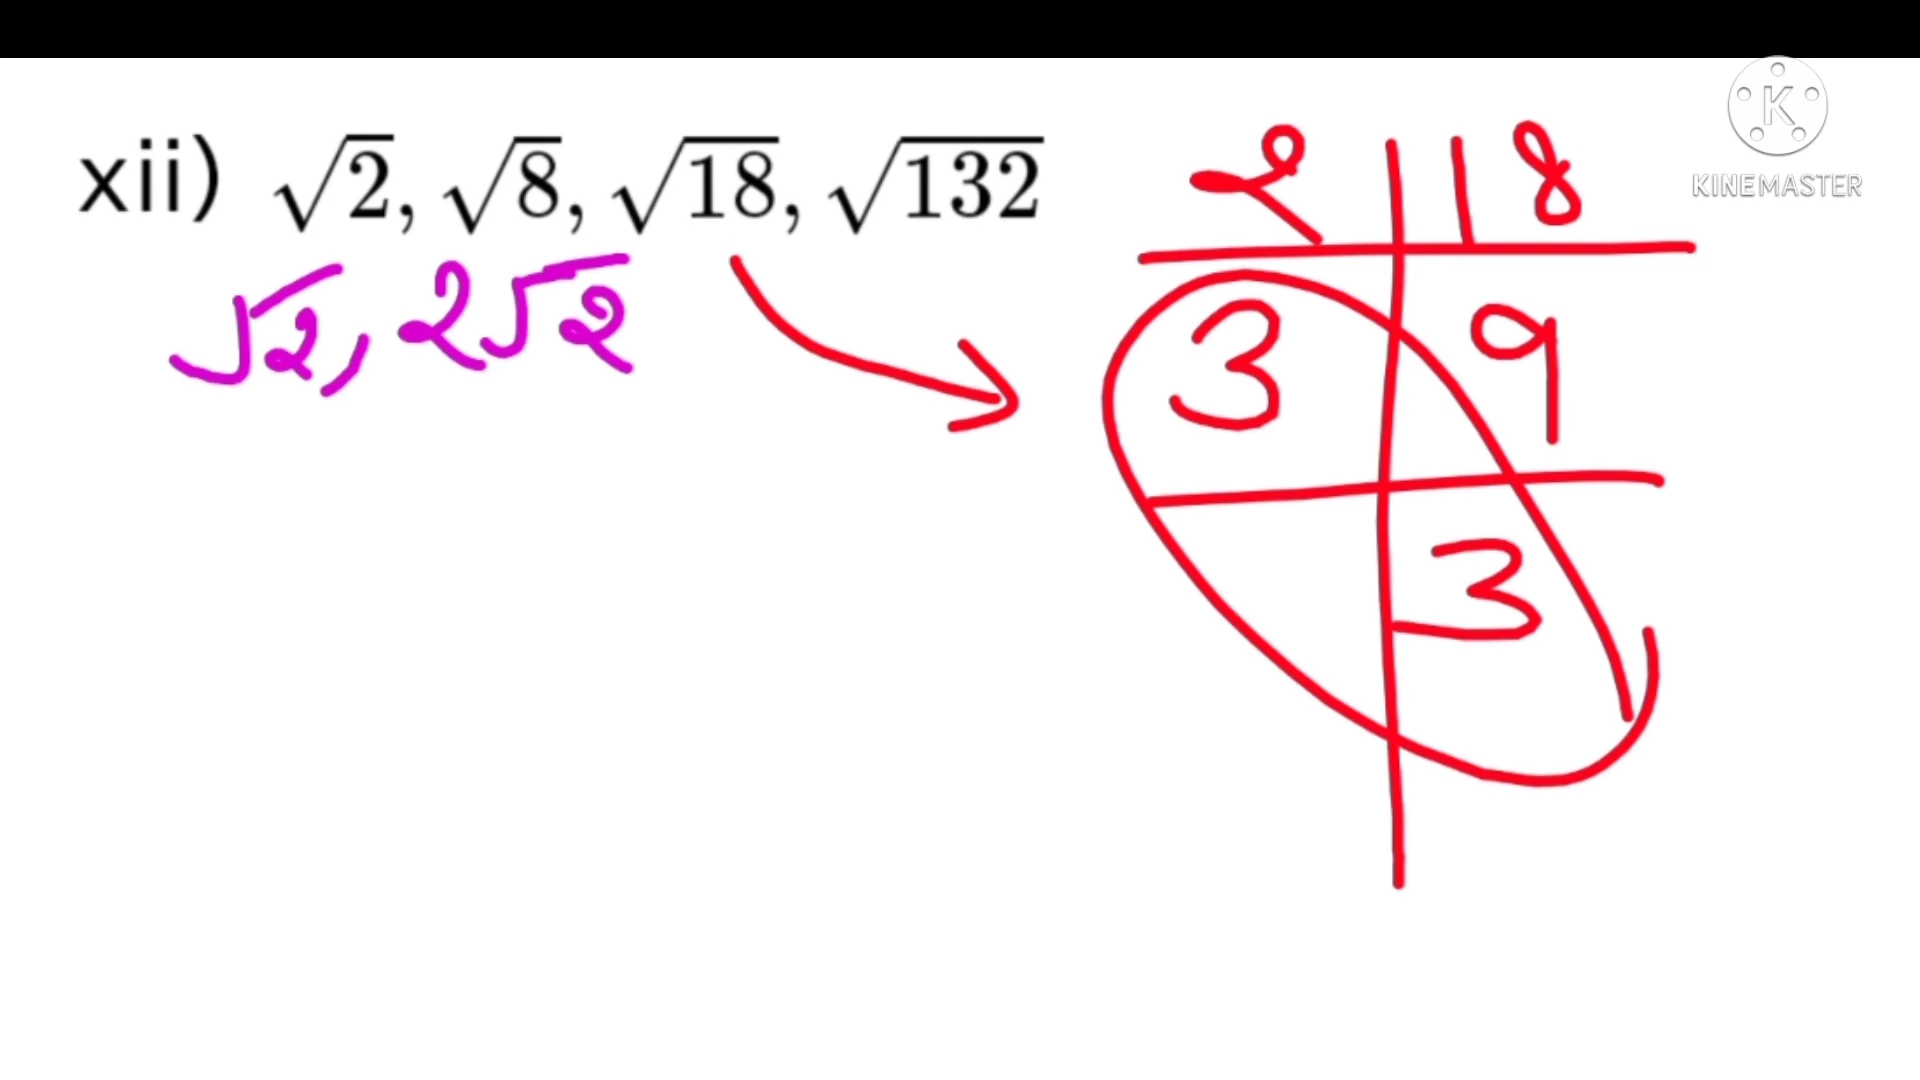 xii) √2, √8, √18, √132
√2, 2√2
2 | 18
3 | 9
3
K
KINEMASTER